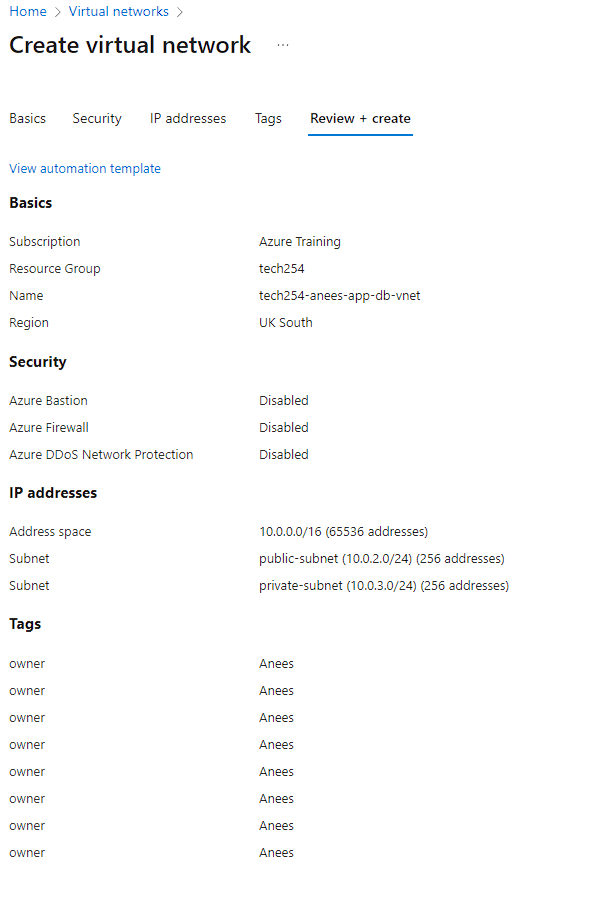 Home > Virtual networks >
Create virtual network ...
Basics Security IP addresses Tags Review + create
View automation template
Basics
Subscription Azure Training
Resource Group tech254
Name tech254-anees-app-db-vnet
Region UK South
Security
Azure Bastion Disabled
Azure Firewall Disabled
Azure DDoS Network Protection Disabled
IP addresses
Address space 10.0.0.0/16 (65536 addresses)
Subnet public-subnet (10.0.2.0/24) (256 addresses)
Subnet private-subnet (10.0.3.0/24) (256 addresses)
Tags
owner Anees
owner Anees
owner Anees
owner Anees
owner Anees
owner Anees
owner Anees
owner Anees